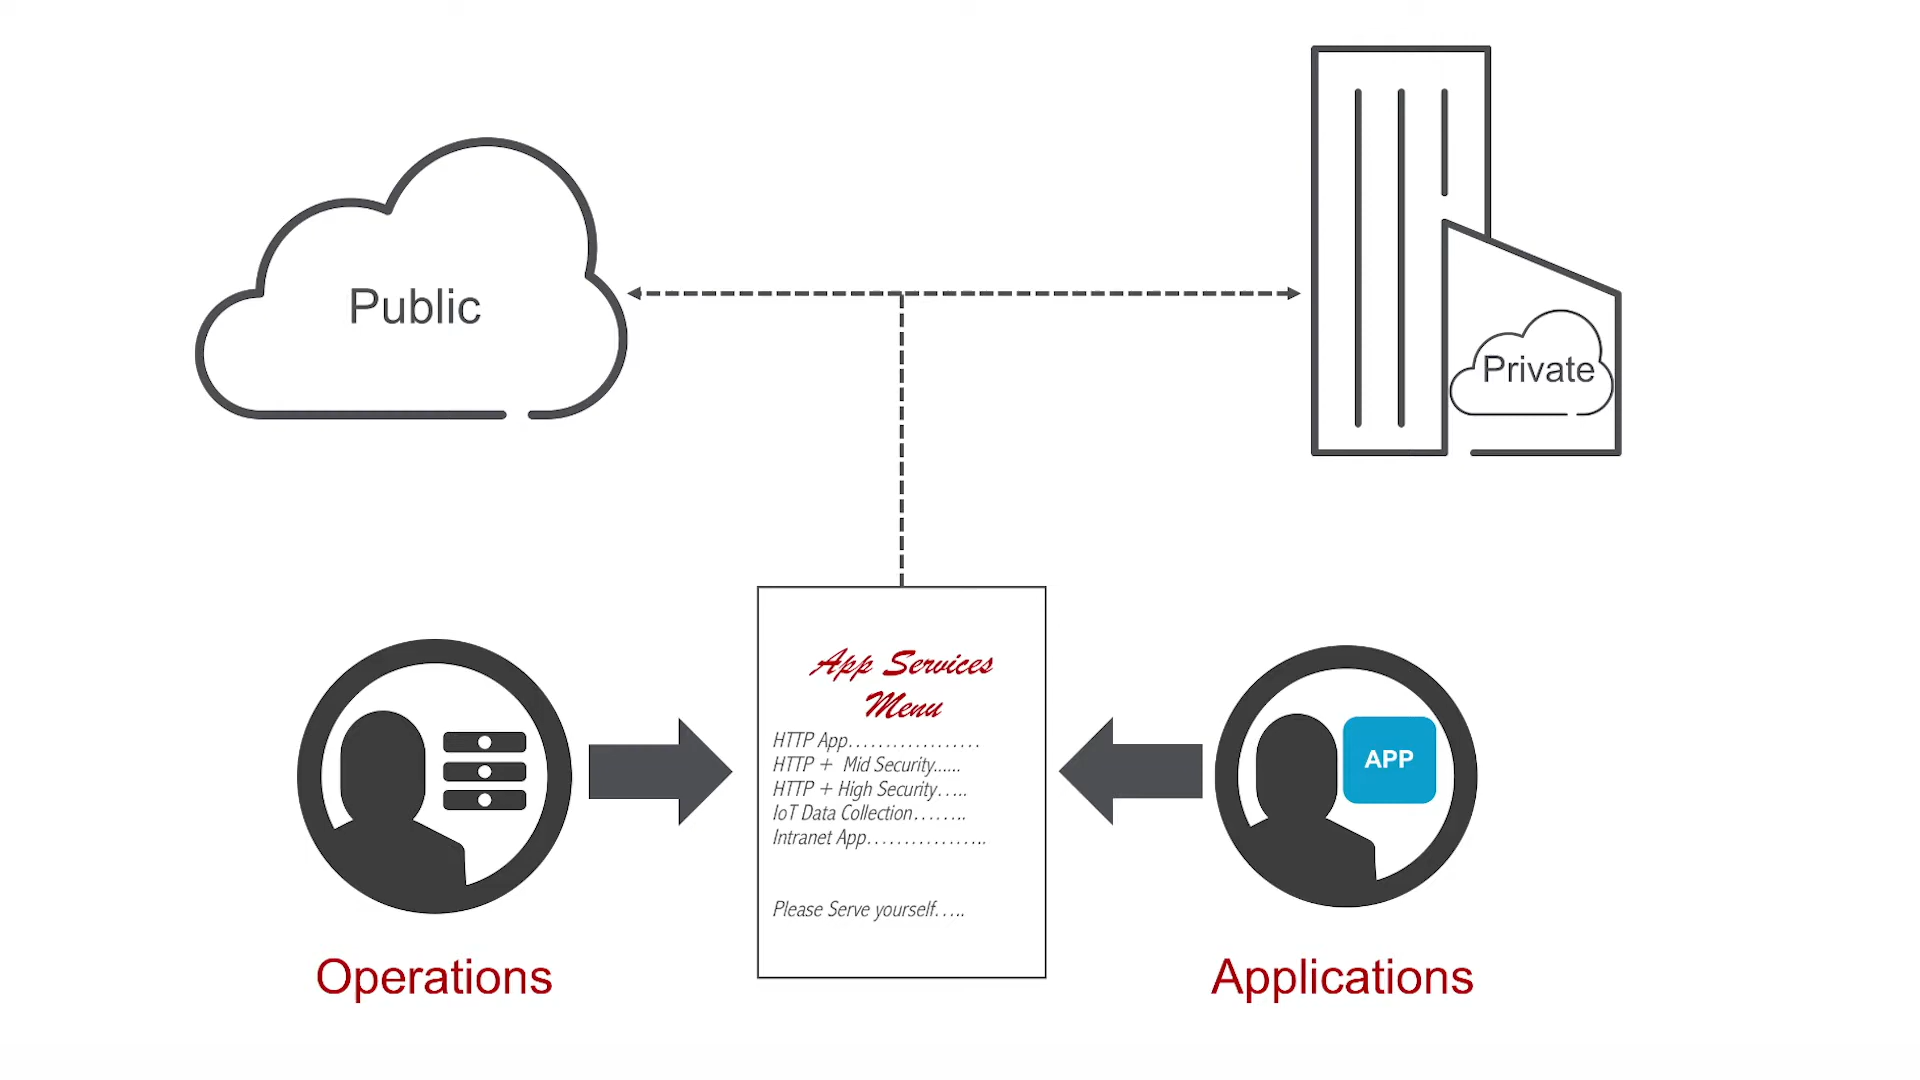 Public
Private
App Services
Menu
HTTP App..................
HTTP +  Mid Security......
HTTP + High Security.....
IoT Data Collection.......
Intranet App................
Please Serve yourself.....
APP
Operations
Applications